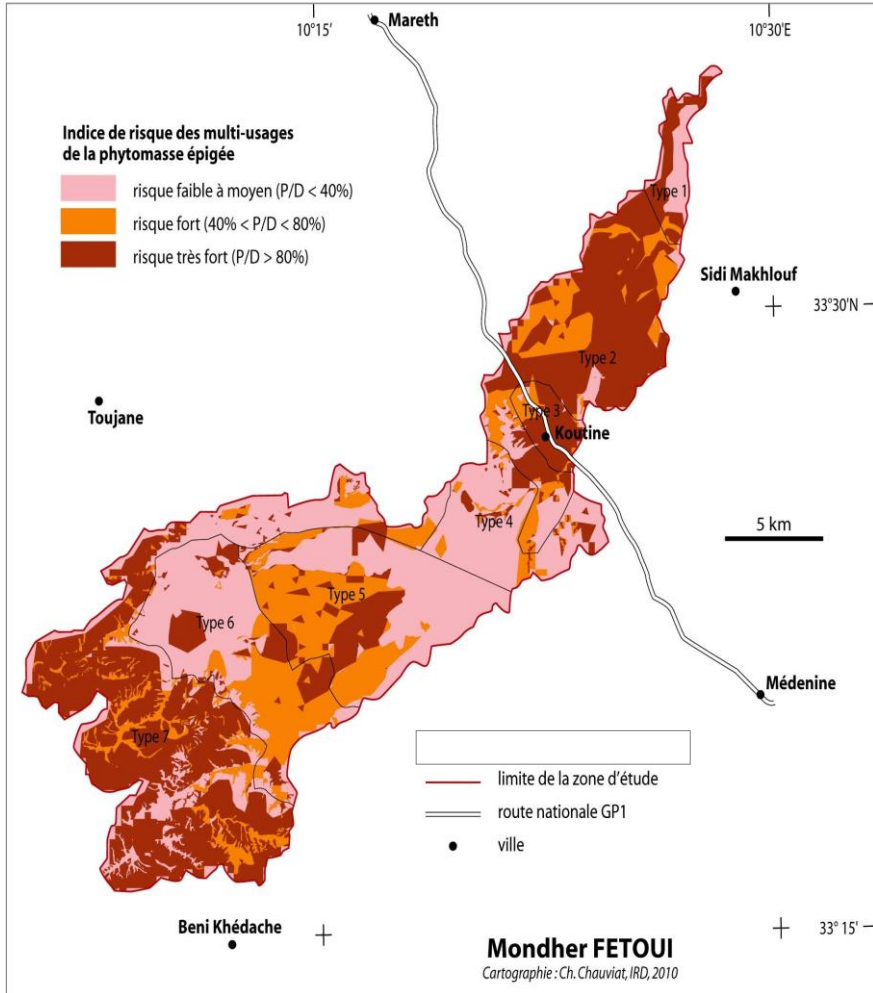 10°15'
Mareth
10°30'E
Indice de risque des multi-usages
de la phytomasse épigée
risque faible à moyen (P/D < 40%)
risque fort (40% < P/D < 80%)
risque très fort (P/D > 80%)
Type 1
Sidi Makhlouf
33°30'N
Type 2
Toujane
Type 3
Koutine
Type 4
5 km
Type 5
Type 6
Médenine
Type 7
limite de la zone d'étude
route nationale GP1
ville
Beni Khédache
33° 15'
Mondher FETOUI
Cartographie : Ch. Chauviat, IRD, 2010